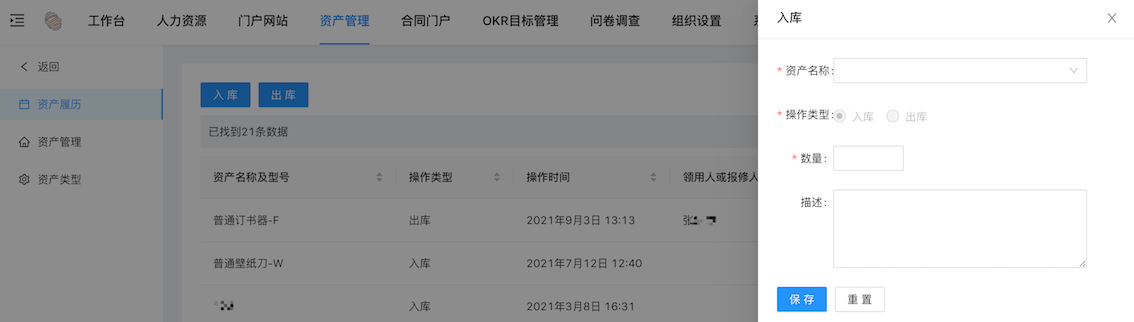 工作台 人力资源 门户网站 资产管理 合同门户 OKR目标管理 问卷调查 组织设置
返回
资产履历
资产管理
资产类型
入库 出库
已找到21条数据
资产名称及型号 操作类型 操作时间 领用人或报修人
普通订书器-F 出库 2021年9月3日 13:13
普通壁纸刀-W 入库 2021年7月12日 12:40
入库 2021年3月8日 16:31
入库
* 资产名称:
* 操作类型: 入库 出库
* 数量:
描述:
保存 重置